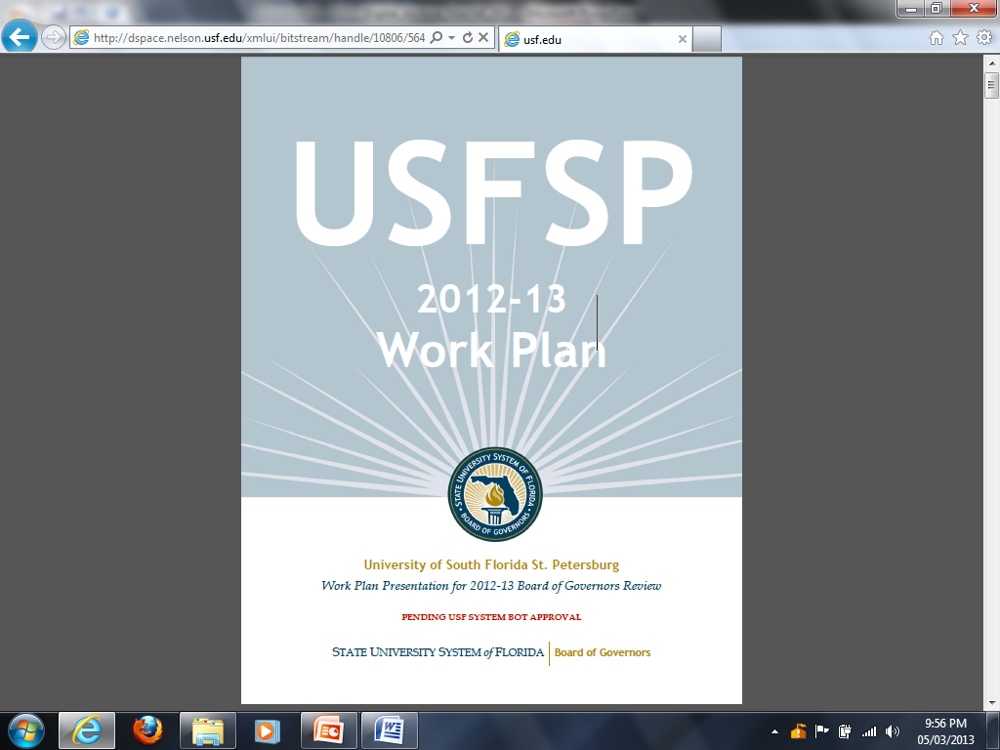 http://dspace.nelson.usf.edu/xmlui/bitstream/handle/10806/564
usf.edu
USFSP
2012-13
Work Plan
STATE UNIVERSITY SYSTEM OF FLORIDA
BOARD OF GOVERNORS
University of South Florida St. Petersburg
Work Plan Presentation for 2012-13 Board of Governors Review
PENDING USF SYSTEM BOT APPROVAL
STATE UNIVERSITY SYSTEM of FLORIDA | Board of Governors
9:56 PM
05/03/2013